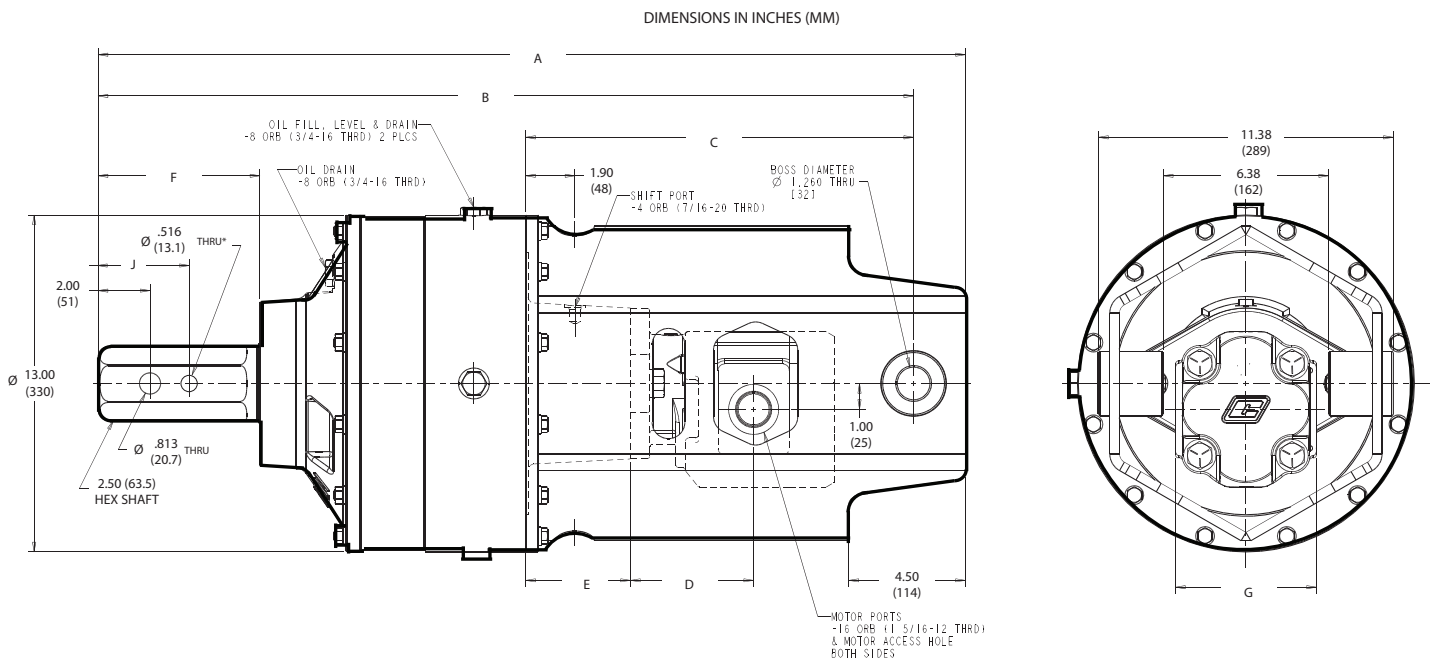 DIMENSIONS IN INCHES (MM)
A
B
OIL FILL, LEVEL & DRAIN
-8 ORB (3/4-16 THRD) 2 PLCS
C
11.38
(289)
F
OIL DRAIN
-8 ORB (3/4-16 THRD)
1.90
(48)
BOSS DIAMETER
Ø 1.260 THRU
[32]
6.38
(162)
SHIFT PORT
-4 ORB (7/16-20 THRD)
Ø .516
(13.1) THRU*
J
2.00
(51)
Ø 13.00
(330)
1.00
(25)
Ø .813
(20.7) THRU
2.50 (63.5)
HEX SHAFT
E
D
4.50
(114)
G
MOTOR PORTS
-16 ORB (1 5/16-12 THRD)
& MOTOR ACCESS HOLE
BOTH SIDES